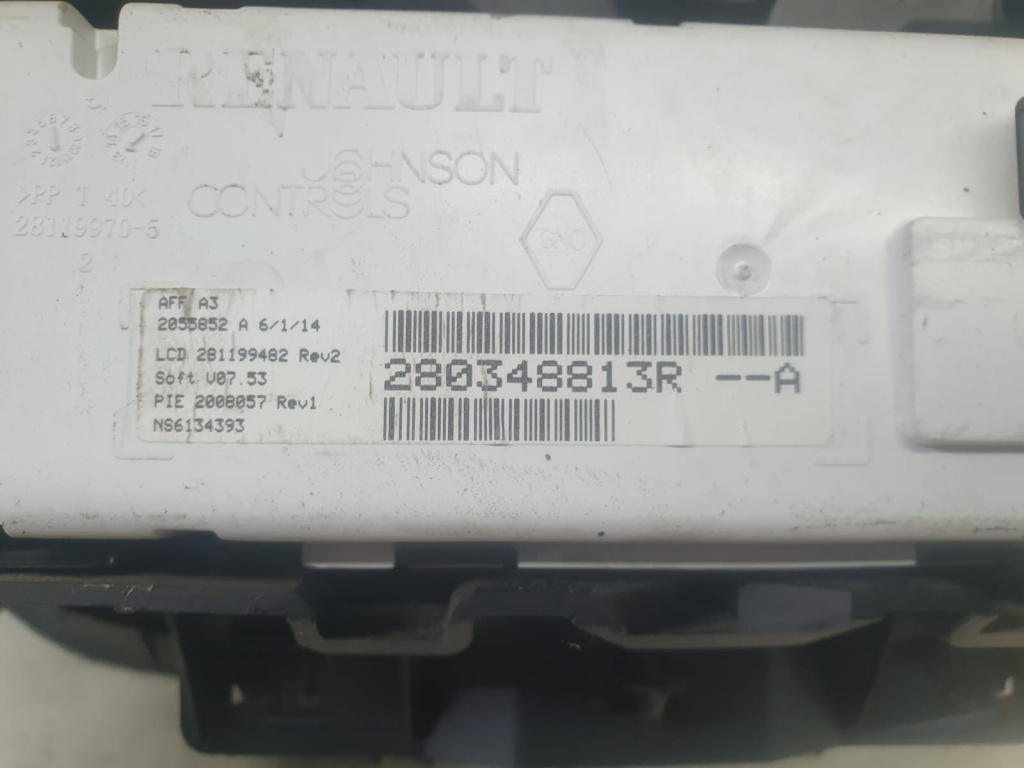 RENAULT
JOHNSON
CONTROLS
>PP T 40<
28119970-5
2
GNC
AFF A3
2055852 A 6/1/14
LCD 281199482 Rev2
Soft V07.53
PIE 2008057 Rev1
NS6134393
280348813R --A